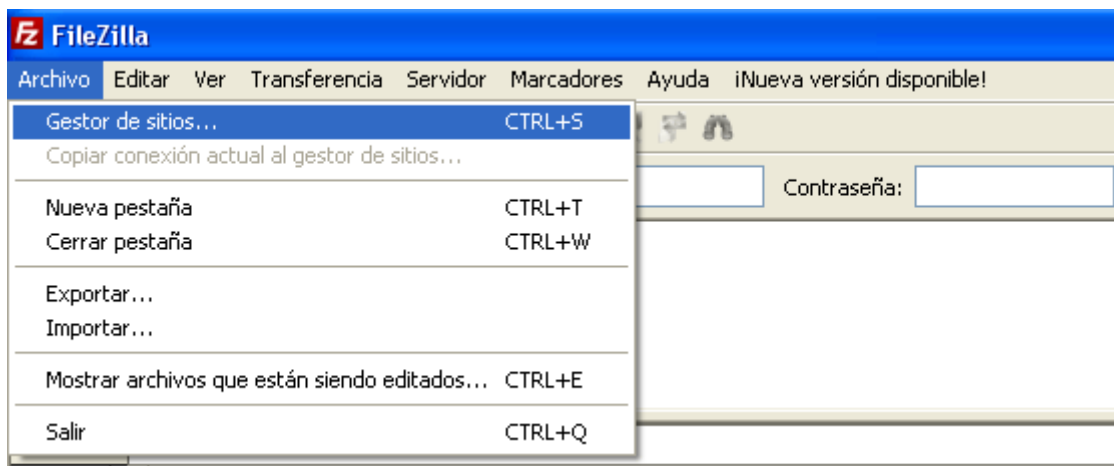 FileZilla
Archivo Editar Ver Transferencia Servidor Marcadores Ayuda ¡Nueva versión disponible!
Gestor de sitios... CTRL+S
Copiar conexión actual al gestor de sitios...
Contraseña:
Nueva pestaña CTRL+T
Cerrar pestaña CTRL+W
Exportar...
Importar...
Mostrar archivos que están siendo editados... CTRL+E
Salir CTRL+Q